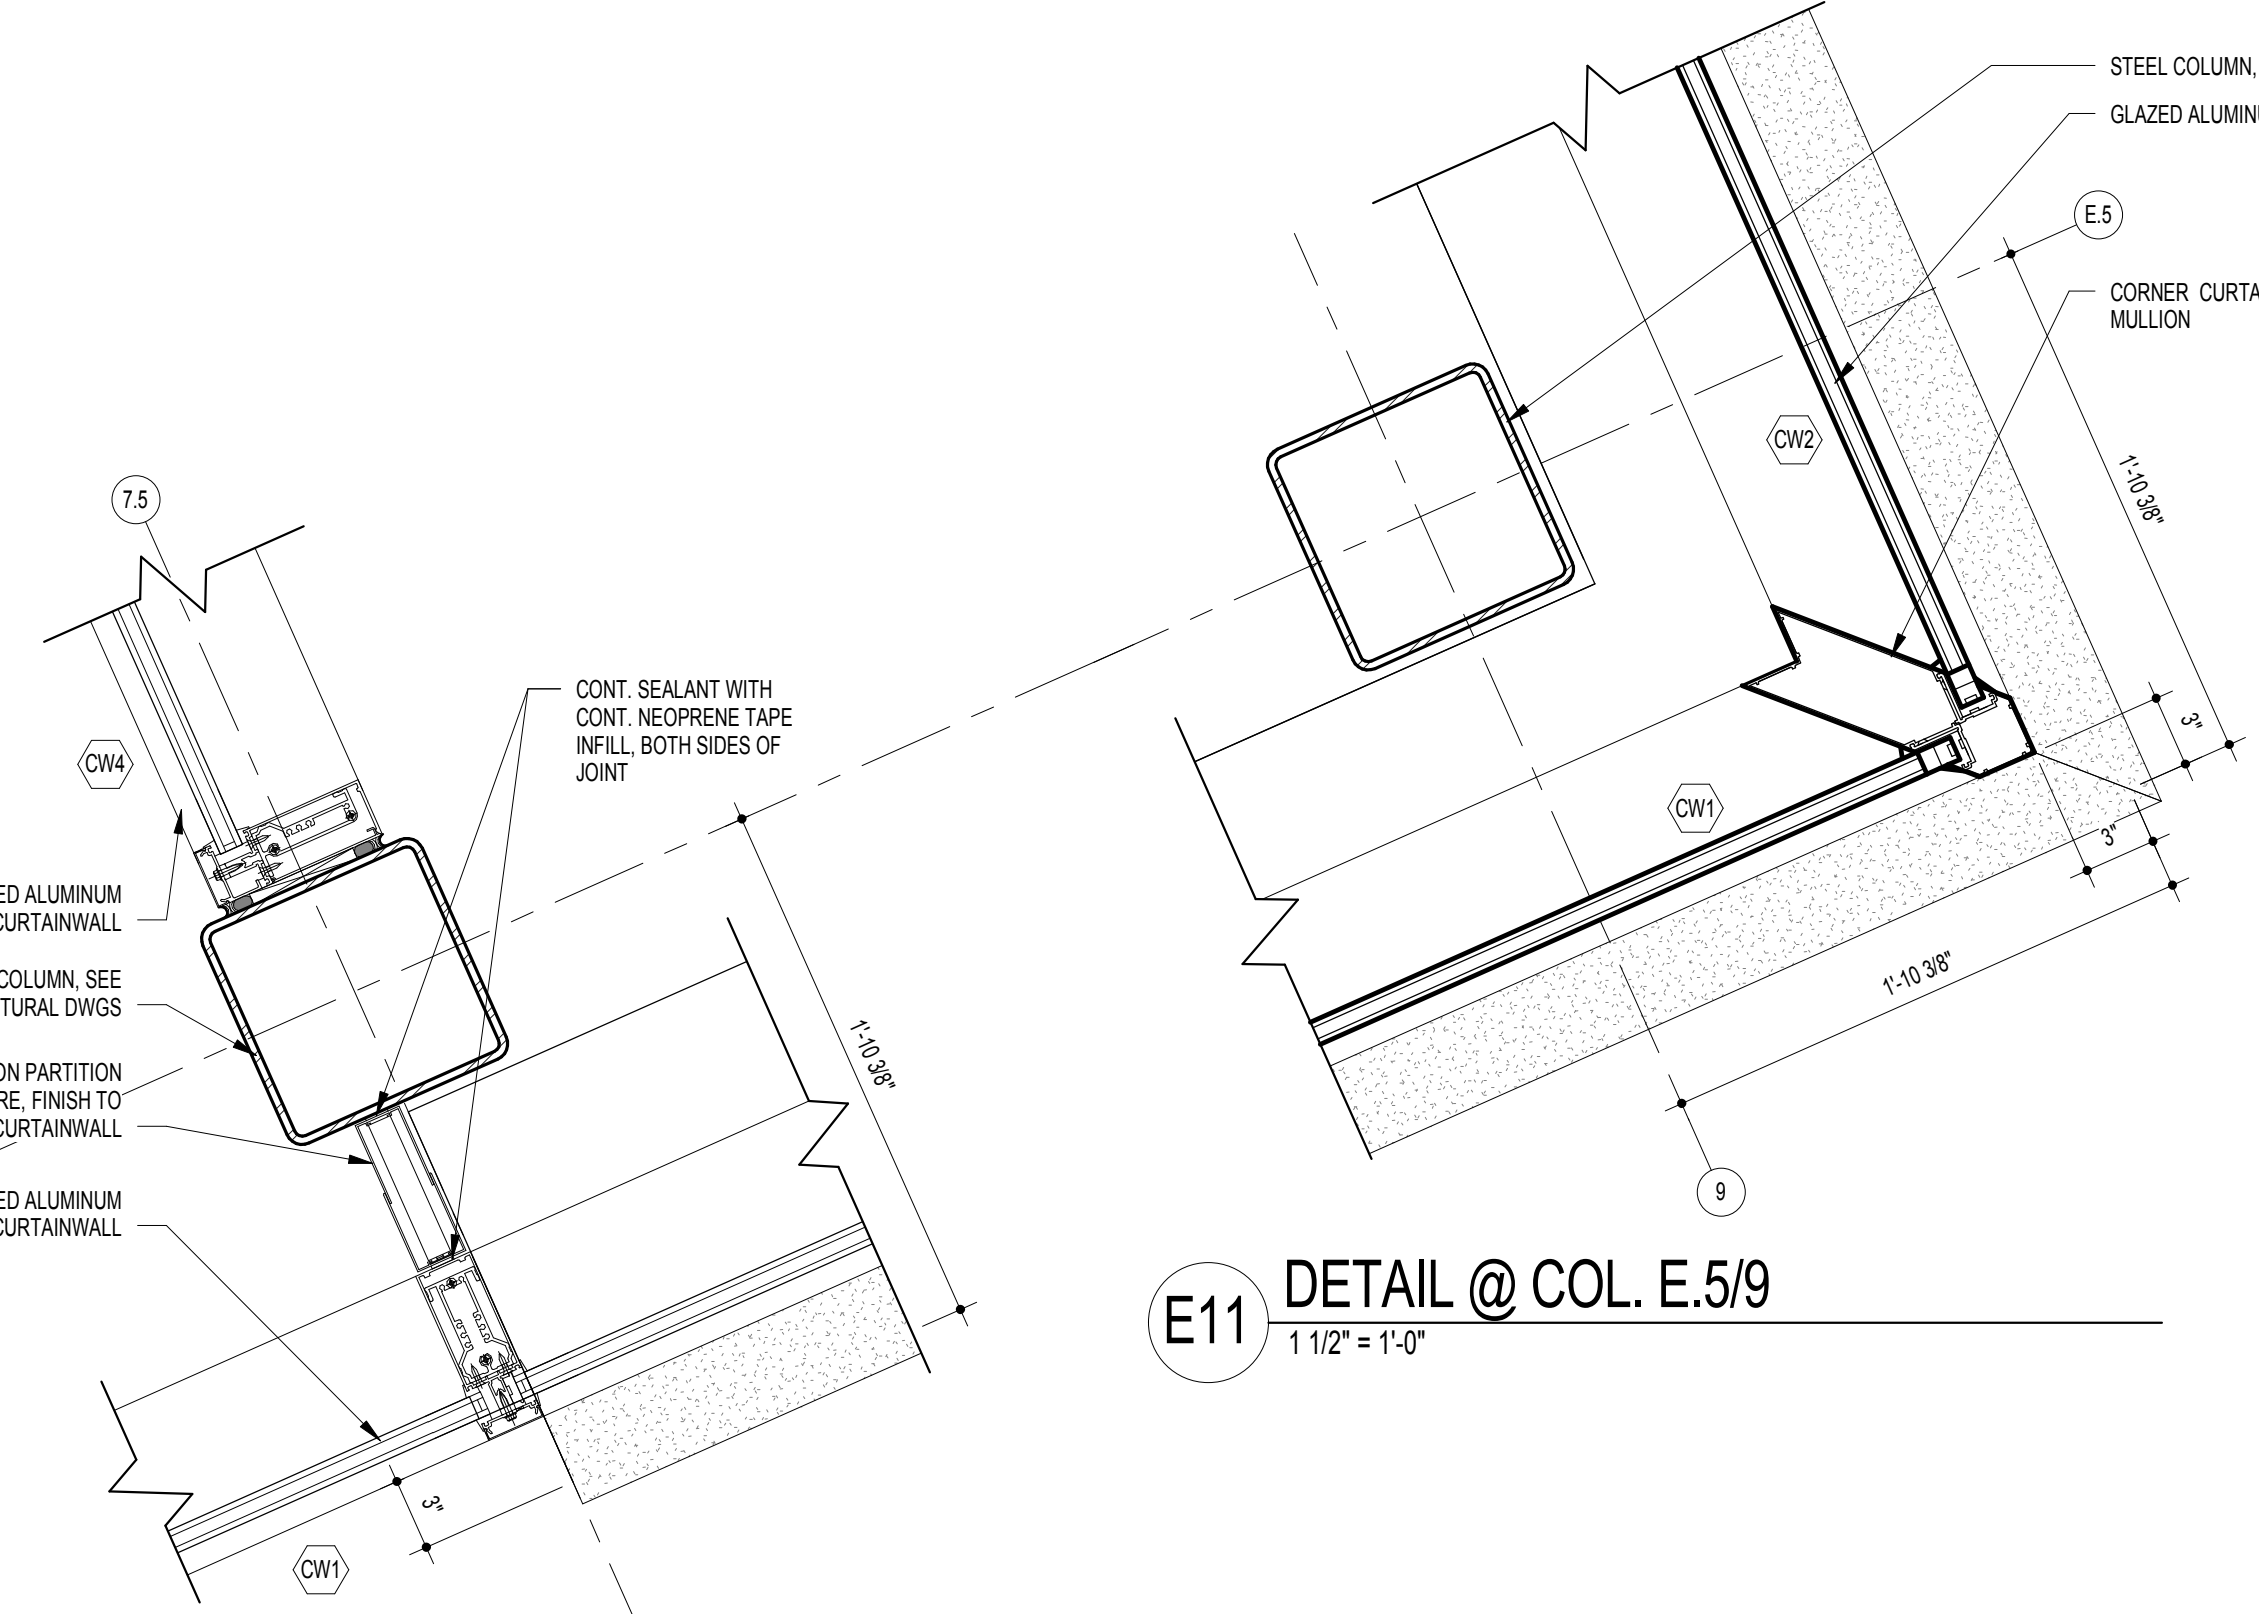 STEEL COLUMN,
GLAZED ALUMIN
E.5
CORNER CURTA
MULLION
CW2
1'-10 3/8"
3"
3"
CW1
1'-10 3/8"
9
E11
DETAIL @ COL. E.5/9
1 1/2" = 1'-0"
7.5
CW4
CONT. SEALANT WITH
CONT. NEOPRENE TAPE
INFILL, BOTH SIDES OF
JOINT
ED ALUMINUM
CURTAINWALL
COLUMN, SEE
TURAL DWGS
ON PARTITION
RE, FINISH TO
CURTAINWALL
ED ALUMINUM
CURTAINWALL
1'-10 3/8"
3"
CW1